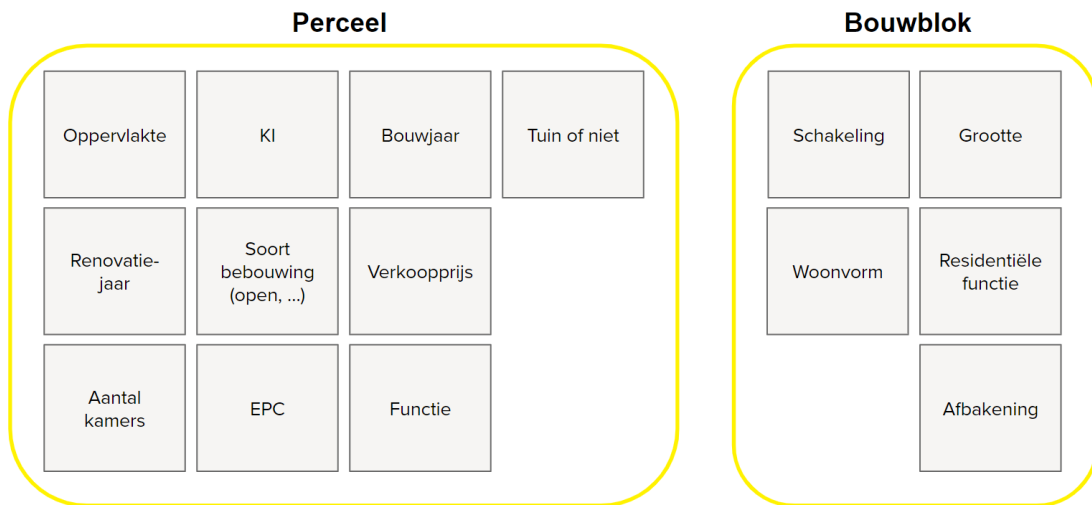 Perceel
Bouwblok
Oppervlakte
KI
Bouwjaar
Tuin of niet
Renovatie-
jaar
Soort
bebouwing
(open, ...)
Verkoopprijs
Aantal
kamers
EPC
Functie
Schakeling
Grootte
Woonvorm
Residentiële
functie
Afbakening